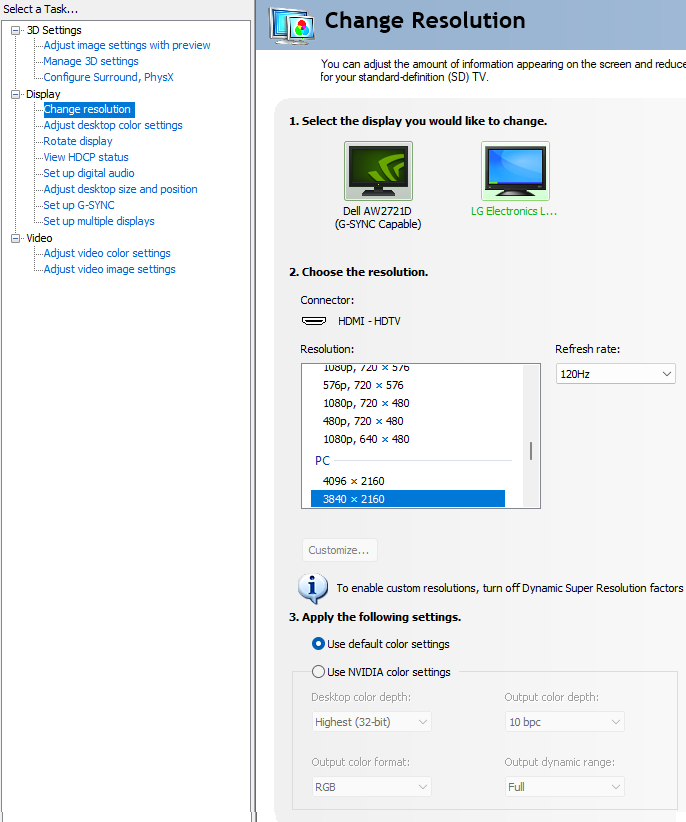 Select a Task...
3D Settings
Adjust image settings with preview
Manage 3D settings
Configure Surround, PhysX
Display
Change resolution
Adjust desktop color settings
Rotate display
View HDCP status
Set up digital audio
Adjust desktop size and position
Set up G-SYNC
Set up multiple displays
Video
Adjust video color settings
Adjust video image settings
Change Resolution
You can adjust the amount of information appearing on the screen and reduce
for your standard-definition (SD) TV.
1. Select the display you would like to change.
Dell AW2721D
(G-SYNC Capable)
LG Electronics L...
2. Choose the resolution.
Connector:
HDMI - HDTV
Resolution:
Refresh rate:
1080p, 720 × 576
576p, 720 × 576
1080p, 720 × 480
480p, 720 × 480
1080p, 640 × 480
PC
4096 × 2160
3840 × 2160
120Hz
Customize...
To enable custom resolutions, turn off Dynamic Super Resolution factors
3. Apply the following settings.
Use default color settings
Use NVIDIA color settings
Desktop color depth:
Output color depth:
Highest (32-bit)
10 bpc
Output color format:
Output dynamic range:
RGB
Full